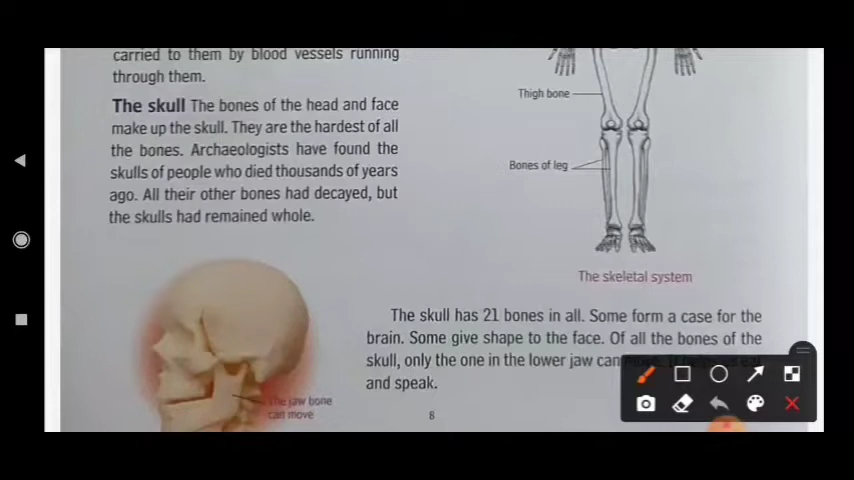 carried to them by blood vessels running
through them.
The skull The bones of the head and face
make up the skull. They are the hardest of all
the bones. Archaeologists have found the
skulls of people who died thousands of years
ago. All their other bones had decayed, but
the skulls had remained whole.
Thigh bone
Bones of leg
The skeletal system
The skull has 21 bones in all. Some form a case for the
brain. Some give shape to the face. Of all the bones of the
skull, only the one in the lower jaw can
and speak.
The jaw bone
can move
8